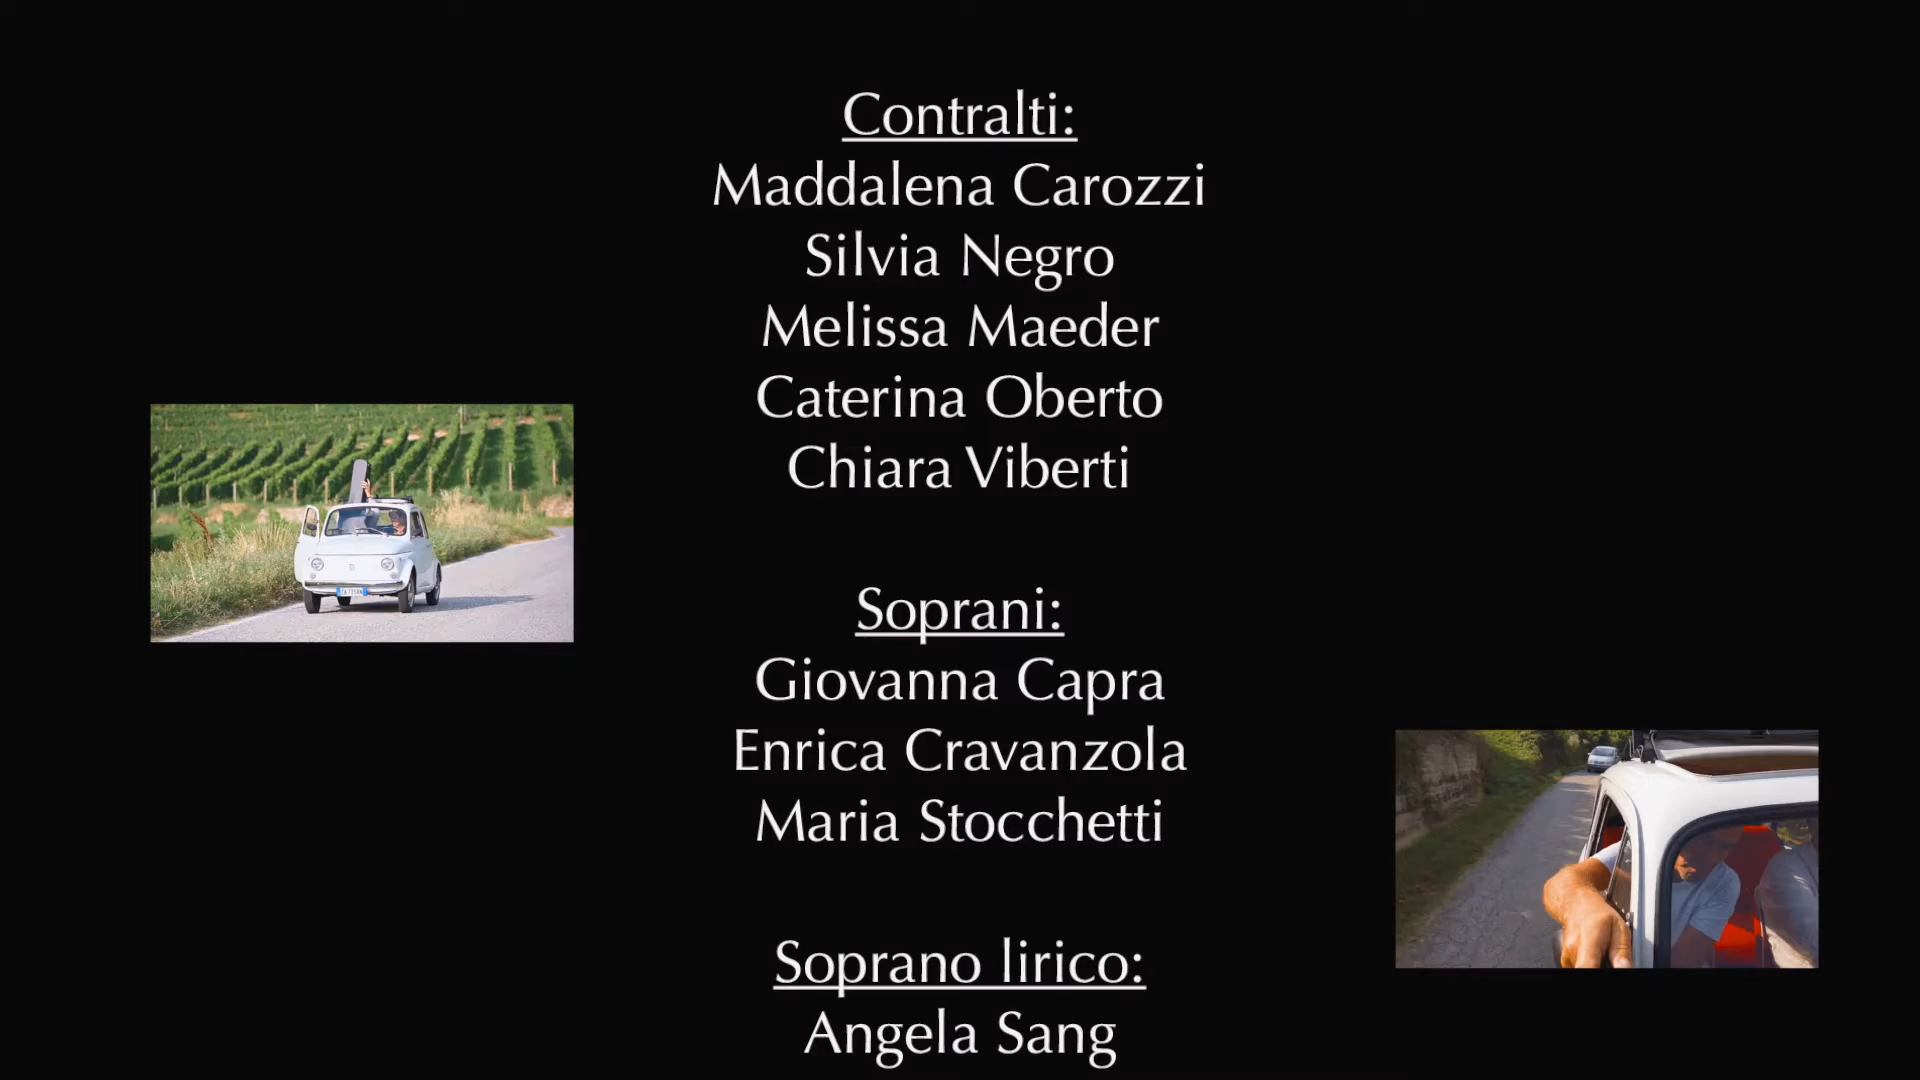 Contralti:
Maddalena Carozzi
Silvia Negro
Melissa Maeder
Caterina Oberto
Chiara Viberti
Soprani:
Giovanna Capra
Enrica Cravanzola
Maria Stocchetti
Soprano lirico:
Angela Sang